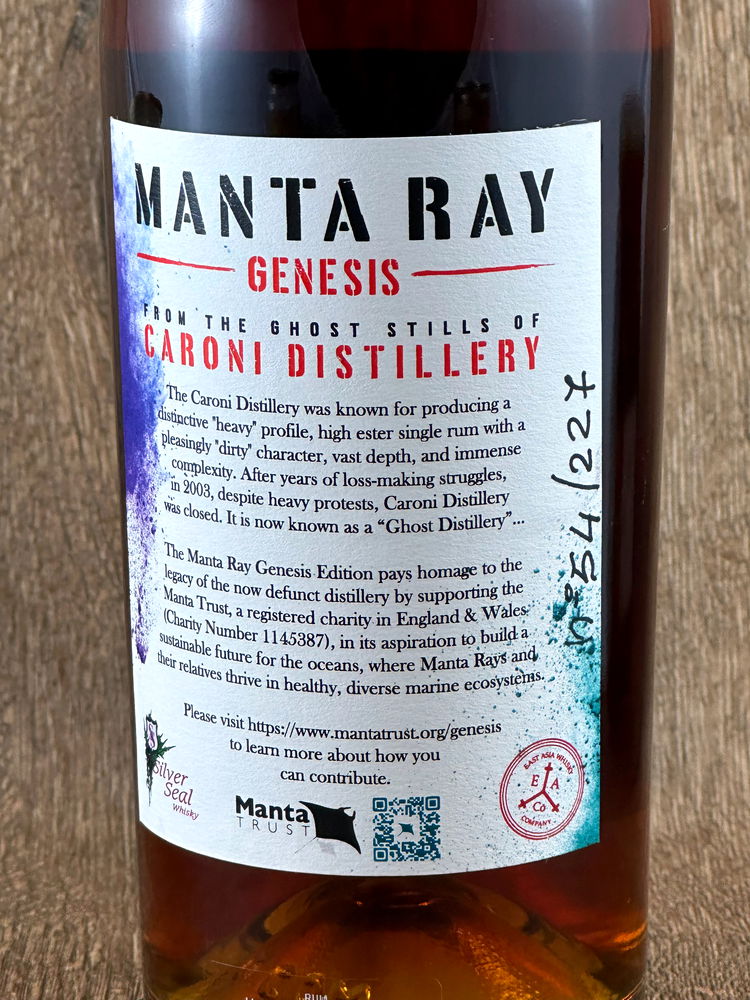 MANTA RAY
GENESIS
FROM THE GHOST STILLS OF
CARONI DISTILLERY
The Caroni Distillery was known for producing a
distinctive "heavy" profile, high ester single rum with a
pleasingly "dirty" character, vast depth, and immense
complexity. After years of loss-making struggles,
in 2003, despite heavy protests, Caroni Distillery
was closed. It is now known as a “Ghost Distillery”...
The Manta Ray Genesis Edition pays homage to the
legacy of the now defunct distillery by supporting the
Manta Trust, a registered charity in England & Wales
(Charity Number 1145387), in its aspiration to build a
sustainable future for the oceans, where Manta Rays and
their relatives thrive in healthy, diverse marine ecosystems.
Please visit https://www.mantatrust.org/genesis
to learn more about how you
can contribute.
n°54/227
S
Silver
Seal
Whisky
Manta
TRUST
EAST ASIA WHISKY
E A
Co
COMPANY
RUM